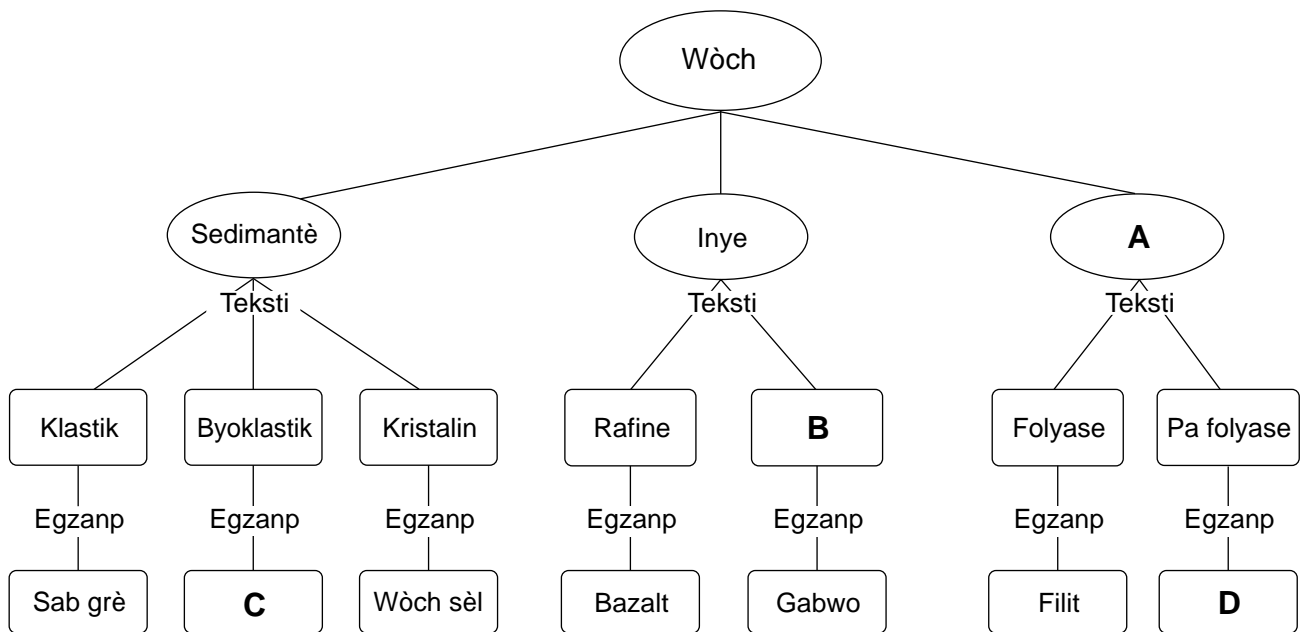 Wòch
Sedimantè
Inye
A
Teksti
Teksti
Teksti
Klastik
Byoklastik
Kristalin
Rafine
B
Folyase
Pa folyase
Egzanp
Egzanp
Egzanp
Egzanp
Egzanp
Egzanp
Egzanp
Sab grè
C
Wòch sèl
Bazalt
Gabwo
Filit
D